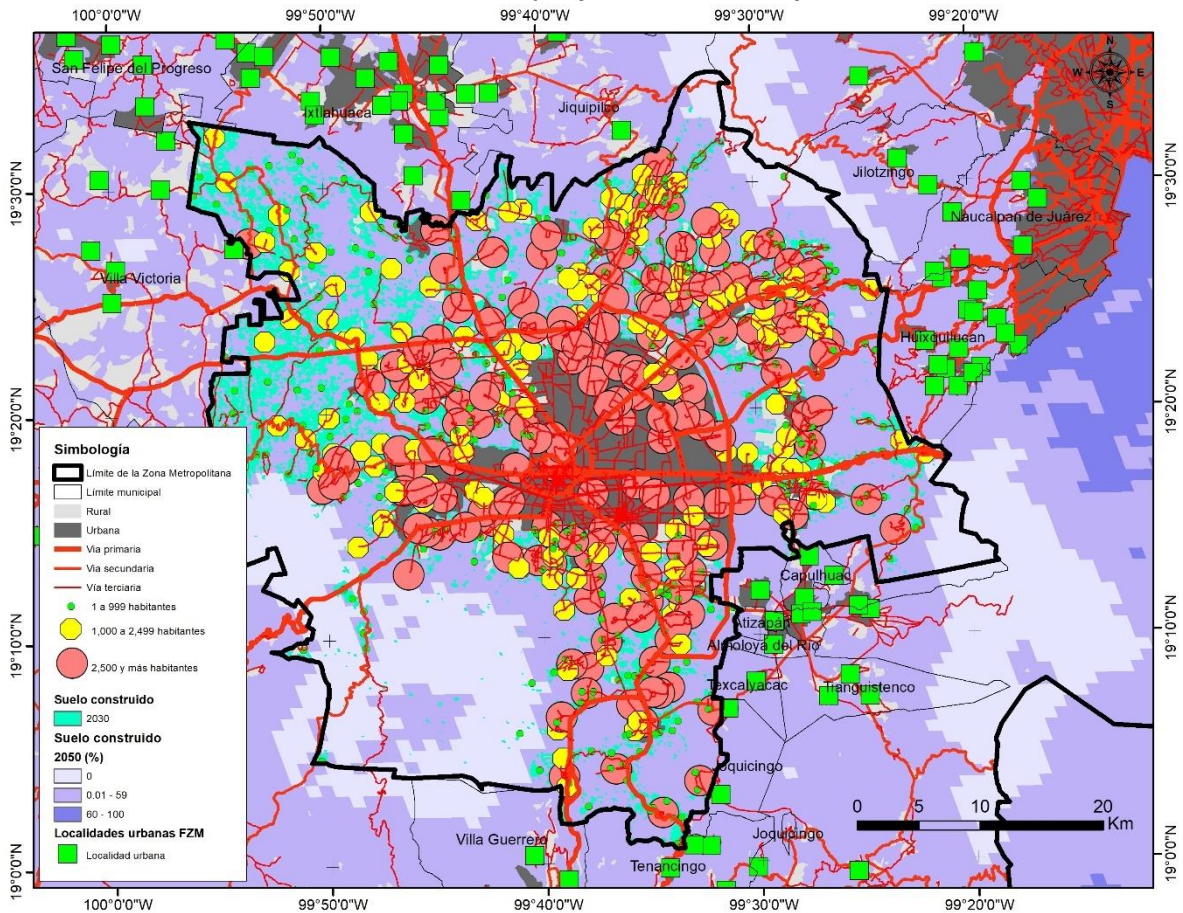 100°0'0"W 99°50'0"W 99°40'0"W 99°30'0"W 99°20'0"W
N
W E
S
San Felipe del Progreso
Ixtlahuaca
Jiquipilco
19°30'0"N
19°30'0"N
Jilotzingo
Naucalpan de Juárez
Villa Victoria
Huixquilucan
19°20'0"N
19°20'0"N
Simbología
Límite de la Zona Metropolitana
Límite municipal
Rural
Urbana
Via primaria
Via secundaria
Vía terciaria
1 a 999 habitantes
1,000 a 2,499 habitantes
2,500 y más habitantes
Suelo construido
2030
Suelo construido
2050 (%)
0
0.01 - 59
60 - 100
Localidades urbanas FZM
Localidad urbana
Capulhuac
Atizapán
Almoloya del Río
19°10'0"N
19°10'0"N
Texcalyacac
Tianguistenco
Joquicingo
0 5 10 20
Km
Villa Guerrero
Joquicingo
Tenancingo
19°0'0"N
19°0'0"N
100°0'0"W 99°50'0"W 99°40'0"W 99°30'0"W 99°20'0"W